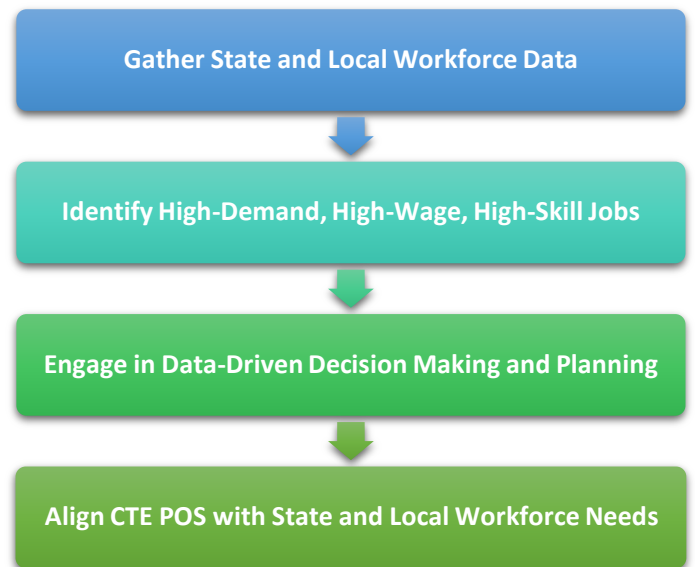 Gather State and Local Workforce Data
Identify High-Demand, High-Wage, High-Skill Jobs
Engage in Data-Driven Decision Making and Planning
Align CTE POS with State and Local Workforce Needs